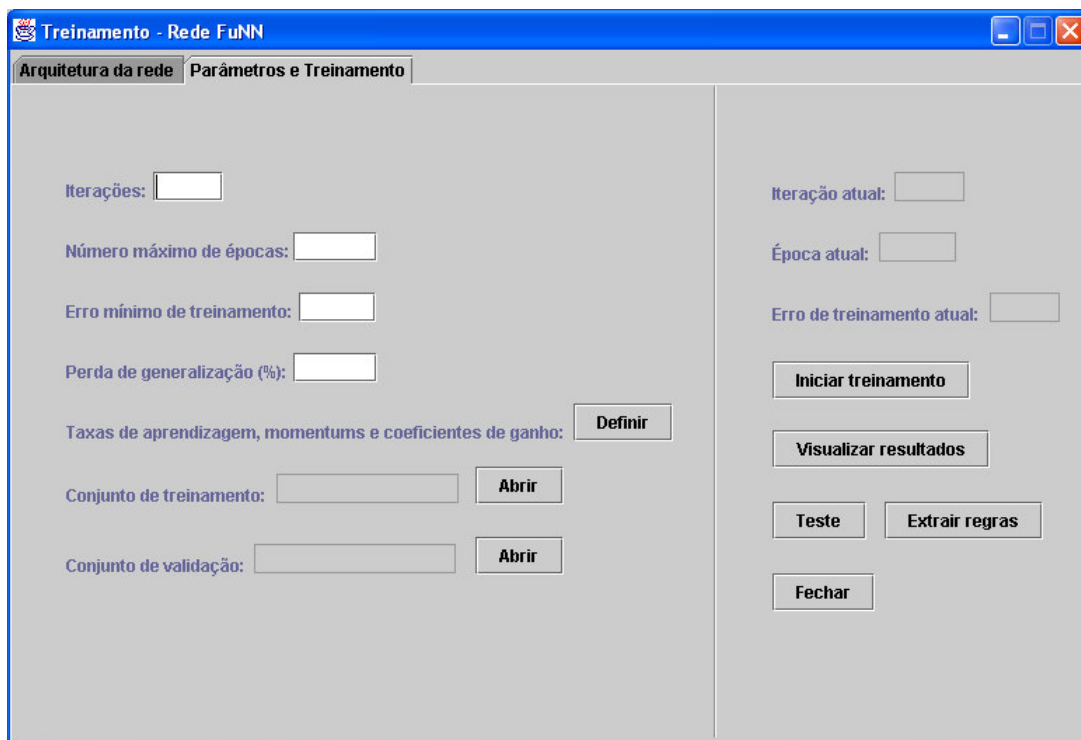 Treinamento - Rede FuNN
Arquitetura da rede
Parâmetros e Treinamento
Iterações:
Número máximo de épocas:
Erro mínimo de treinamento:
Perda de generalização (%):
Taxas de aprendizagem, momentums e coeficientes de ganho:
Definir
Conjunto de treinamento:
Abrir
Conjunto de validação:
Abrir
Iteração atual:
Época atual:
Erro de treinamento atual:
Iniciar treinamento
Visualizar resultados
Teste
Extrair regras
Fechar